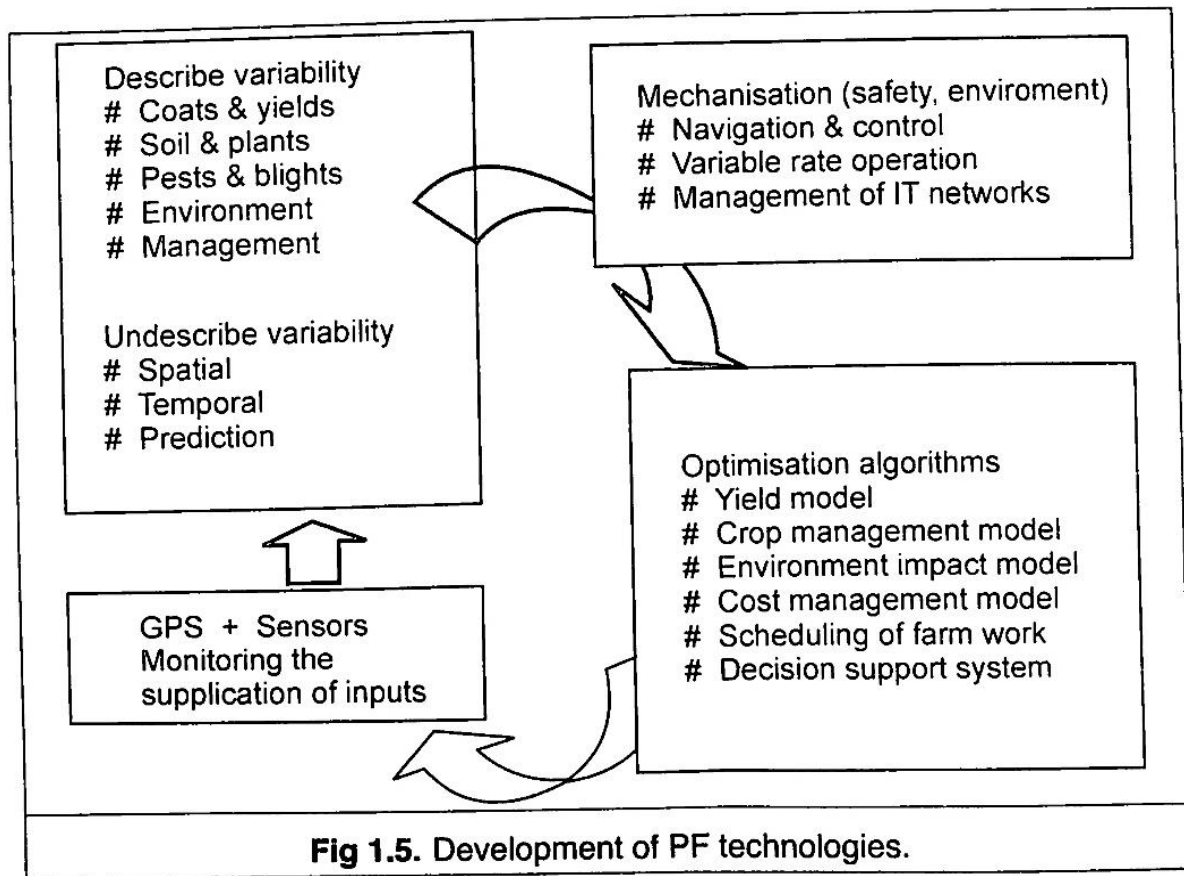 Describe variability
# Coats & yields
# Soil & plants
# Pests & blights
# Environment
# Management
Undescribe variability
# Spatial
# Temporal
# Prediction
GPS + Sensors
Monitoring the
supplication of inputs
Mechanisation (safety, enviroment)
# Navigation & control
# Variable rate operation
# Management of IT networks
Optimisation algorithms
# Yield model
# Crop management model
# Environment impact model
# Cost management model
# Scheduling of farm work
# Decision support system
Fig 1.5. Development of PF technologies.